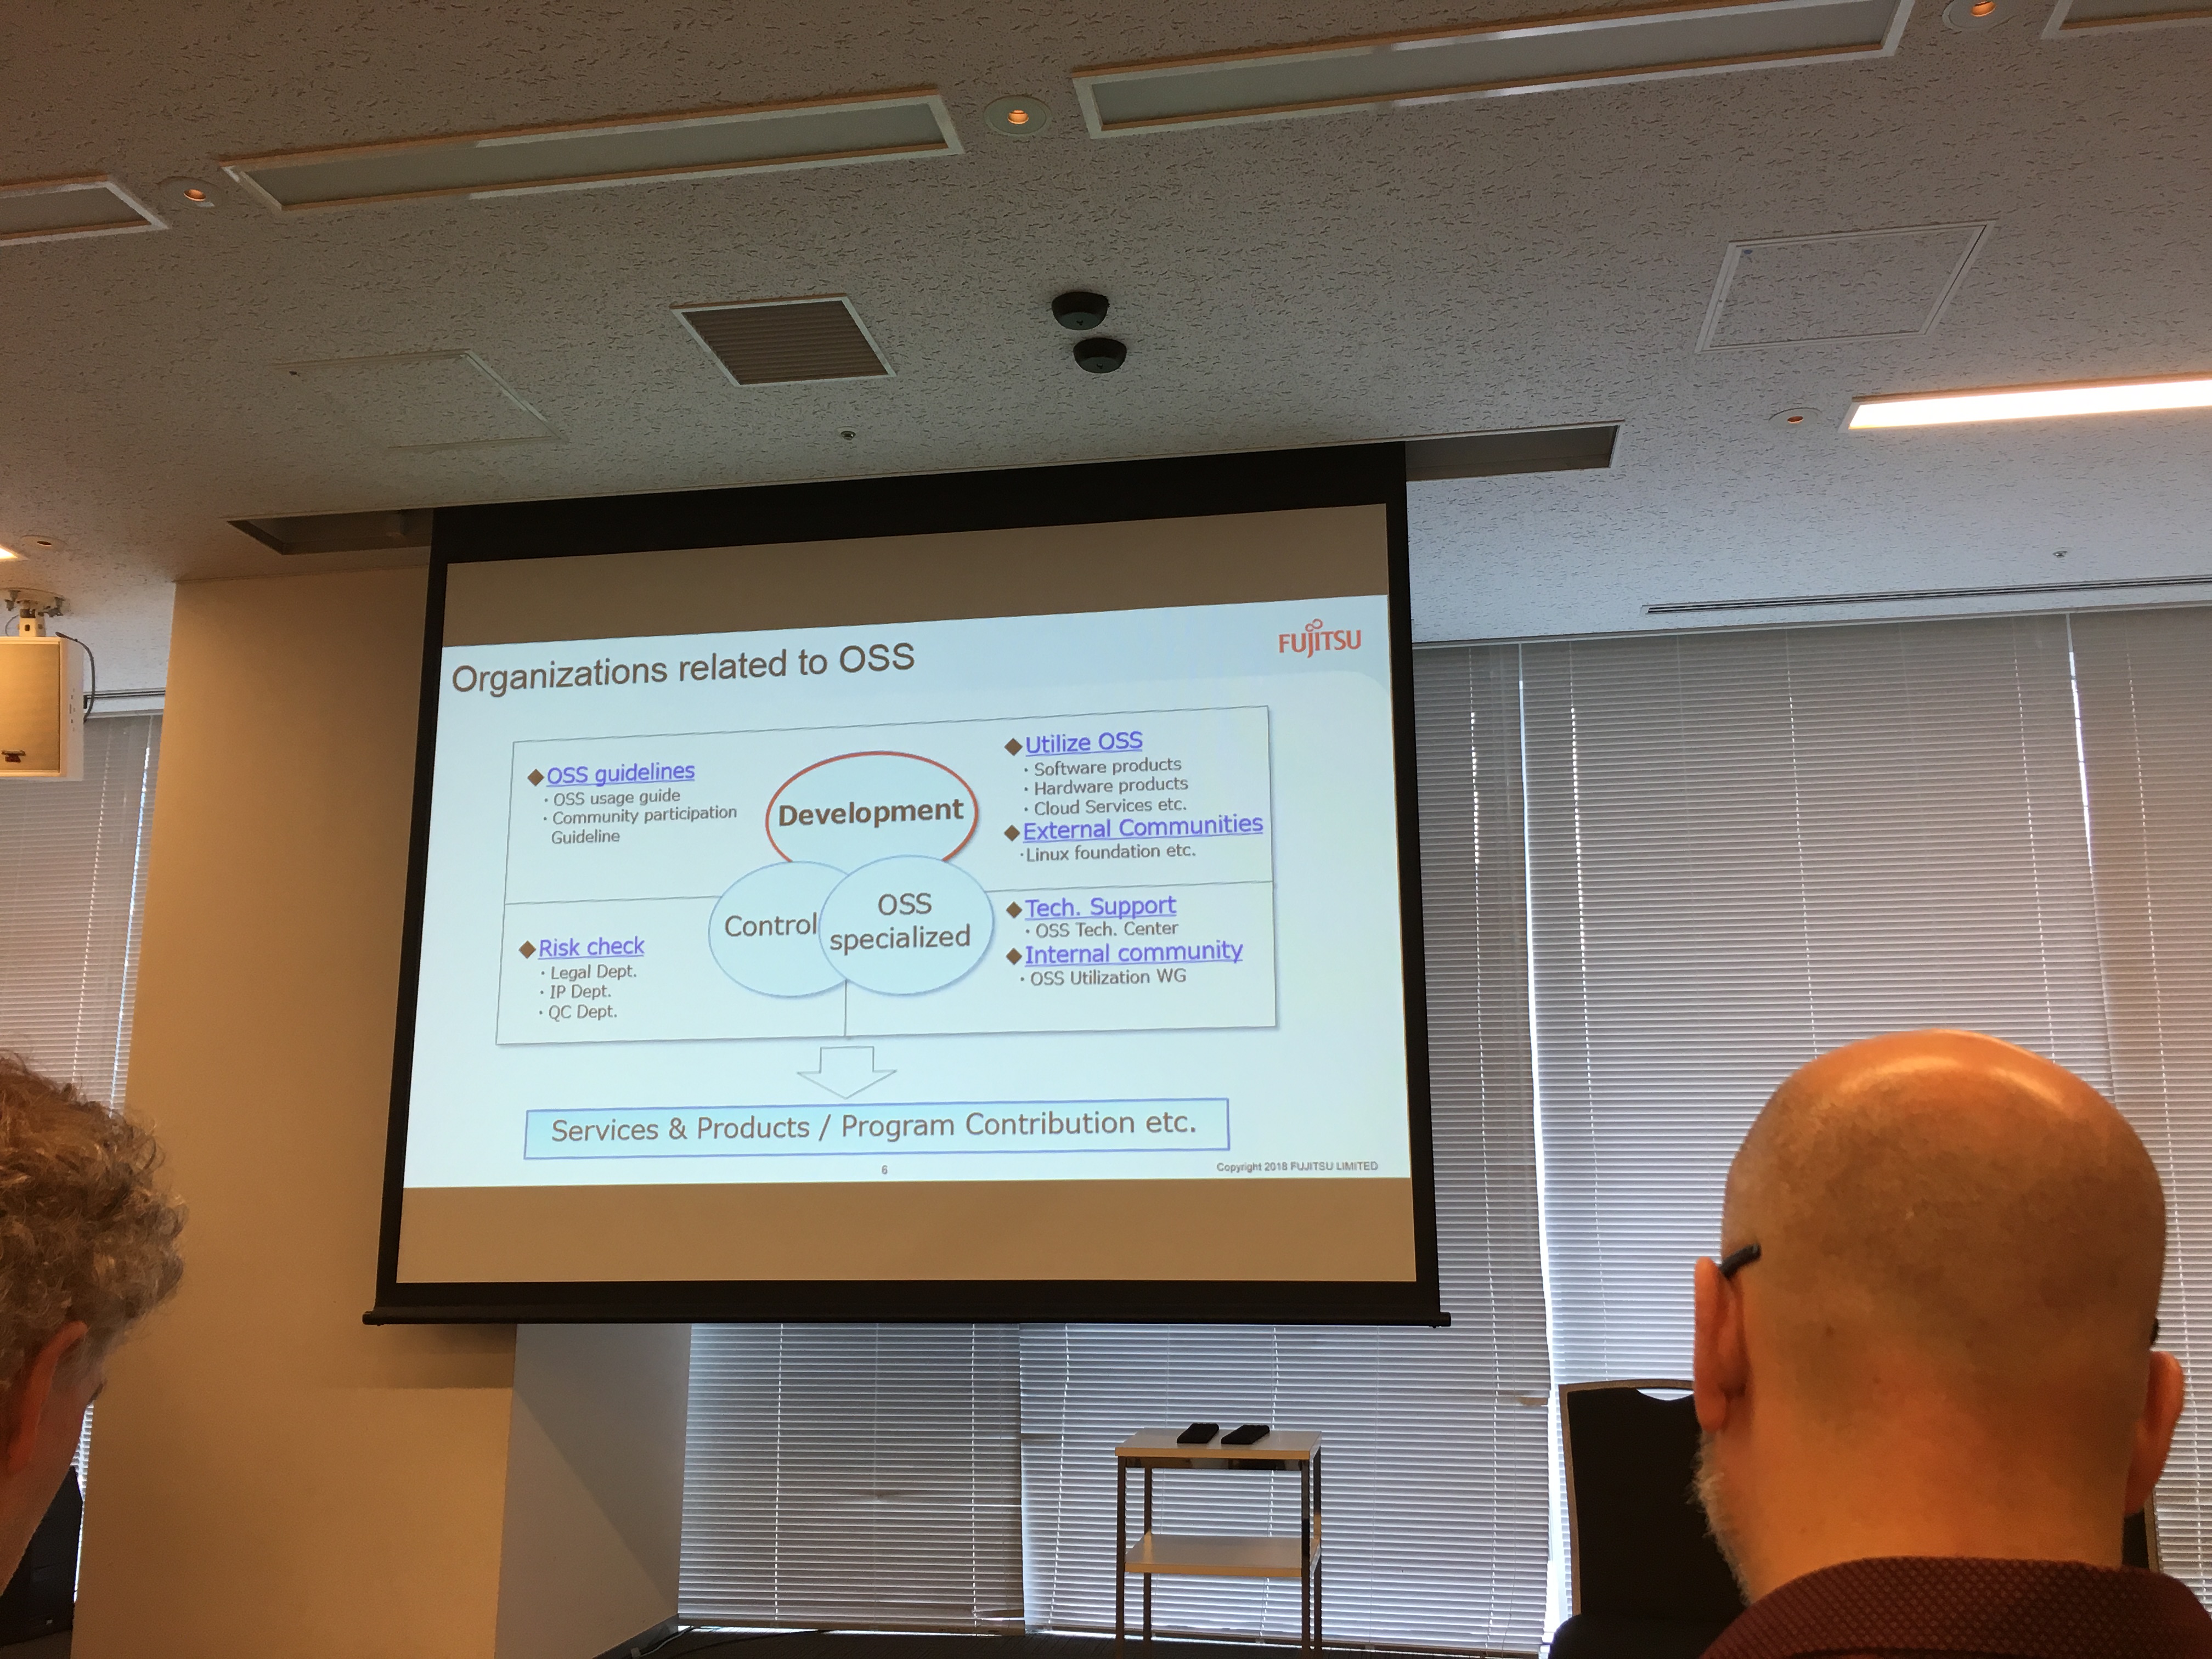 Organizations related to OSS
FUJITSU
◆OSS guidelines
・OSS usage guide
・Community participation
Guideline
Development
◆Utilize OSS
・Software products
・Hardware products
・Cloud Services etc.
◆External Communities
・Linux foundation etc.
Control
OSS
specialized
◆Risk check
・Legal Dept.
・IP Dept.
・QC Dept.
◆Tech. Support
・OSS Tech. Center
◆Internal community
・OSS Utilization WG
Services & Products / Program Contribution etc.
6
Copyright 2018 FUJITSU LIMITED